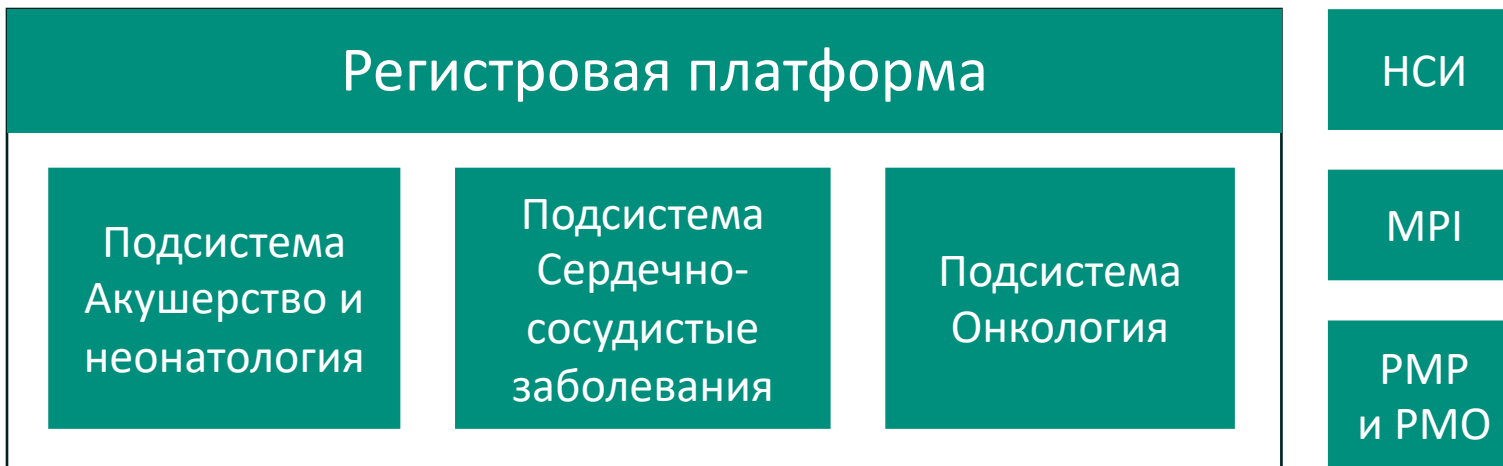 Регистровая платформа
Подсистема
Акушерство и
неонатология
Подсистема
Сердечно-
сосудистые
заболевания
Подсистема
Онкология
НСИ
MPI
РМР
и РМО